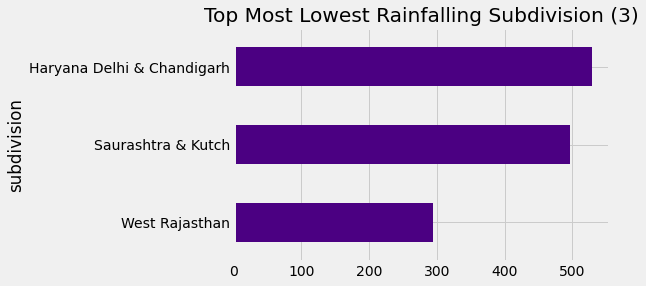 Top Most Lowest Rainfalling Subdivision (3)
Haryana Delhi & Chandigarh
Saurashtra & Kutch
West Rajasthan
subdivision
0 100 200 300 400 500